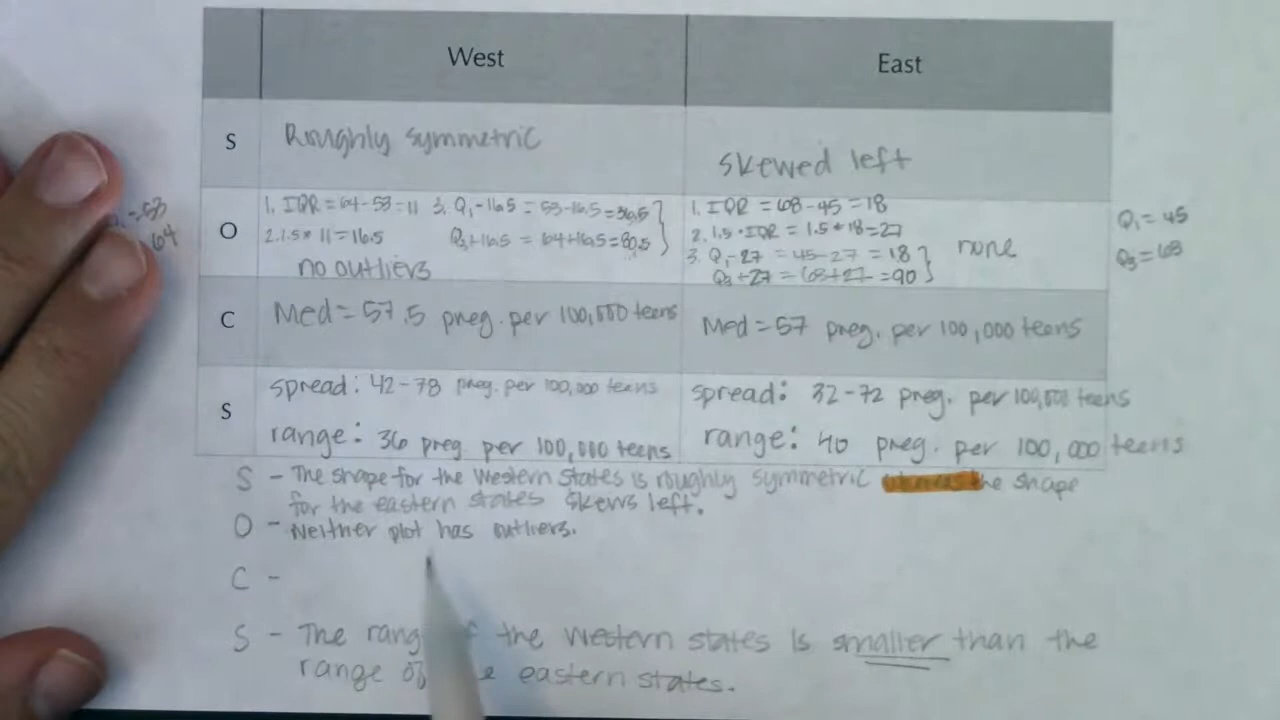 West East
S Roughly symmetric skewed left
O 1. IQR = 64-53=11 3. Q1-16.5 = 53-16.5=36.5
2. 1.5* 11=16.5 Q3+16.5 = 64+16.5=80.5
no outliers
1. IQR = 68-45=18
2. 1.5·IQR = 1.5*18=27
3. Q1-27 = 45-27 = 18
Q3+27 = 63+27 =90
none
Q1=45
=53
64
C Med=57.5 preg. per 100,000 teens Med=57 preg. per 100,000 teens
S spread: 42-78 preg. per 100,000 teens spread: 32-72 preg. per 100,000 teens
range: 36 preg per 100,000 teens range: 40 preg. per 100,000 teens
S - The shape for the western states is roughly symmetric the shape
for the eastern states skews left.
O - Neither plot has outliers.
C -
S - The range the western states is smaller than the
range of eastern states.